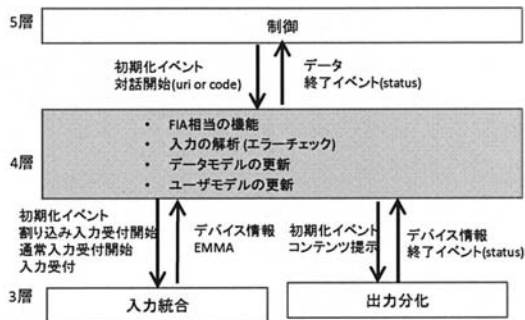 5層
制御
初期化イベント
対話開始(uri or code)
データ
終了イベント(status)
4層
• FIA相当の機能
• 入力の解析(エラーチェック)
• データモデルの更新
• ユーザモデルの更新
初期化イベント
割り込み入力受付開始
通常入力受付開始
入力受付
デバイス情報
EMMA
初期化イベント
コンテンツ提示
デバイス情報
終了イベント(status)
3層
入力統合
出力分化